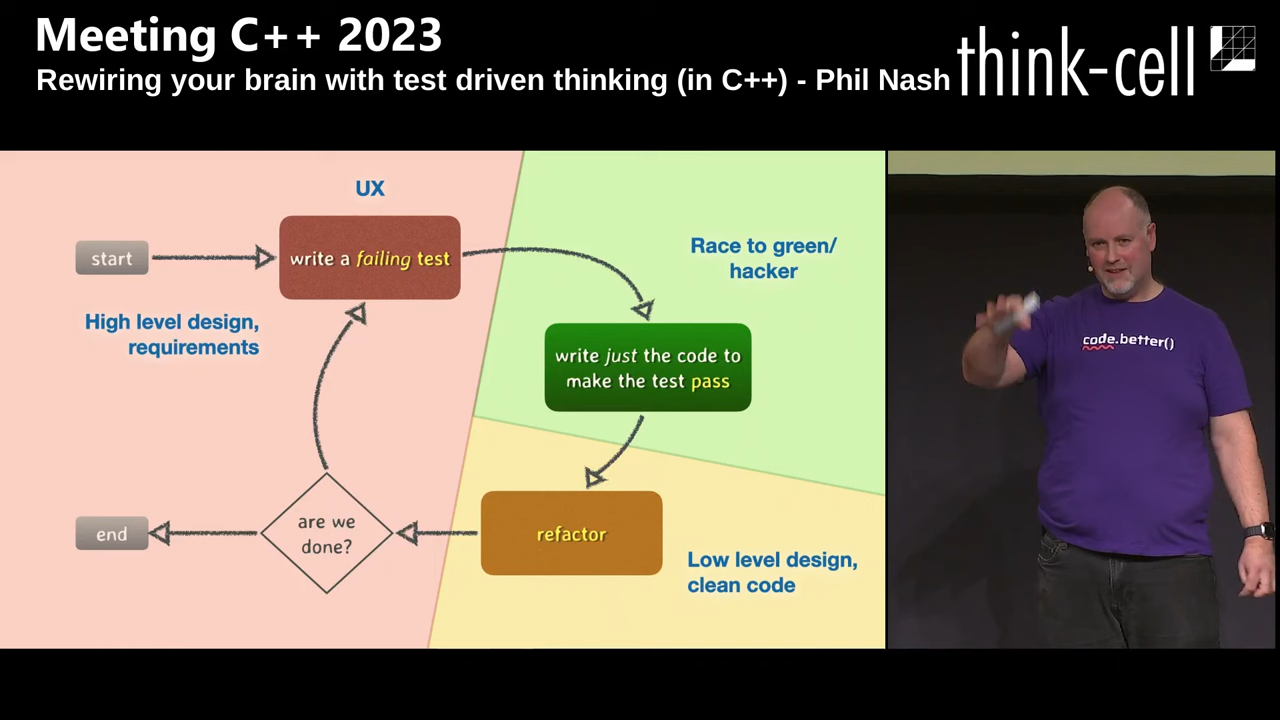 Meeting C++ 2023
Rewiring your brain with test driven thinking (in C++) - Phil Nash
think-cell
UX
start
write a failing test
High level design,
requirements
Race to green/
hacker
write just the code to
make the test pass
are we
done?
end
refactor
Low level design,
clean code
code.better()